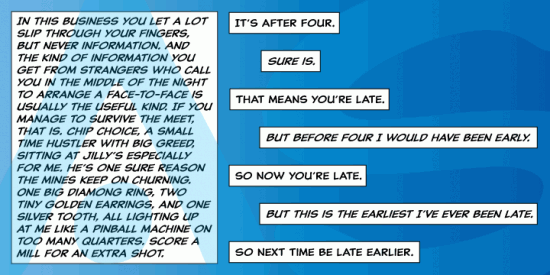 IN THIS BUSINESS YOU LET A LOT
SLIP THROUGH YOUR FINGERS,
BUT NEVER INFORMATION, AND
THE KIND OF INFORMATION YOU
GET FROM STRANGERS WHO CALL
YOU IN THE MIDDLE OF THE NIGHT
TO ARRANGE A FACE-TO-FACE IS
USUALLY THE USEFUL KIND. IF YOU
MANAGE TO SURVIVE THE MEET,
THAT IS. CHIP CHOICE, A SMALL
TIME HUSTLER WITH BIG GREED,
SITTING AT JILLY'S ESPECIALLY
FOR ME. HE'S ONE SURE REASON
THE MINES KEEP ON CHURNING.
ONE BIG DIAMONG RING, TWO
TINY GOLDEN EARRINGS, AND ONE
SILVER TOOTH, ALL LIGHTING UP
AT ME LIKE A PINBALL MACHINE ON
TOO MANY QUARTERS. SCORE A
MILL FOR AN EXTRA SHOT.
IT'S AFTER FOUR.
SURE IS.
THAT MEANS YOU'RE LATE.
BUT BEFORE FOUR I WOULD HAVE BEEN EARLY.
SO NOW YOU'RE LATE.
BUT THIS IS THE EARLIEST I'VE EVER BEEN LATE.
SO NEXT TIME BE LATE EARLIER.